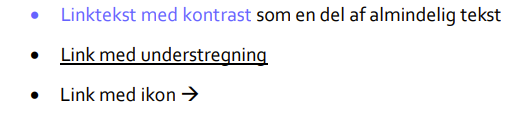 • Linktekst med kontrast som en del af almindelig tekst
• Link med understregning
• Link med ikon →